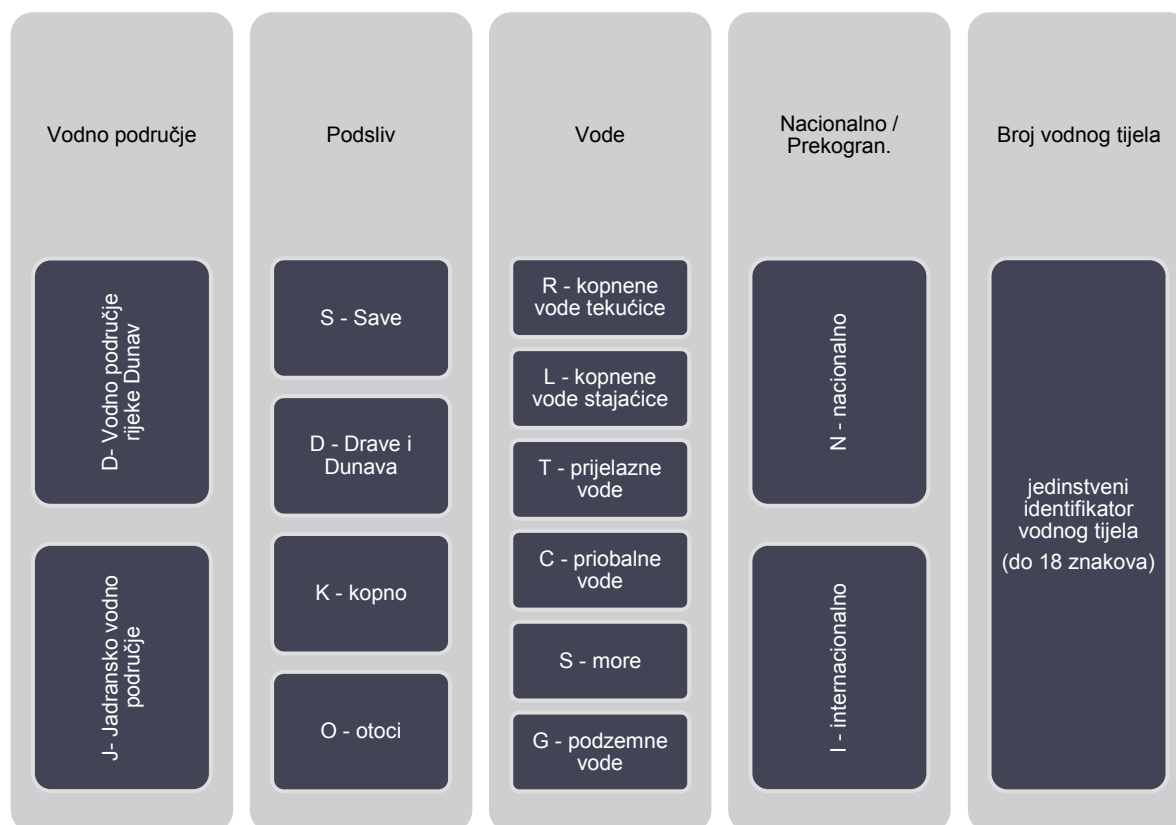 Vodno područje
D- Vodno područje
rijeke Dunav
J- Jadransko vodno
područje
Podsliv
S - Save
D - Drave i
Dunava
K - kopno
O - otoci
Vode
R - kopnene
vode tekućice
L - kopnene
vode stajaćice
T - prijelazne
vode
C - priobalne
vode
S - more
G - podzemne
vode
Nacionalno /
Prekogran.
N - nacionalno
I - internacionalno
Broj vodnog tijela
jedinstveni
identifikator
vodnog tijela
(do 18 znakova)